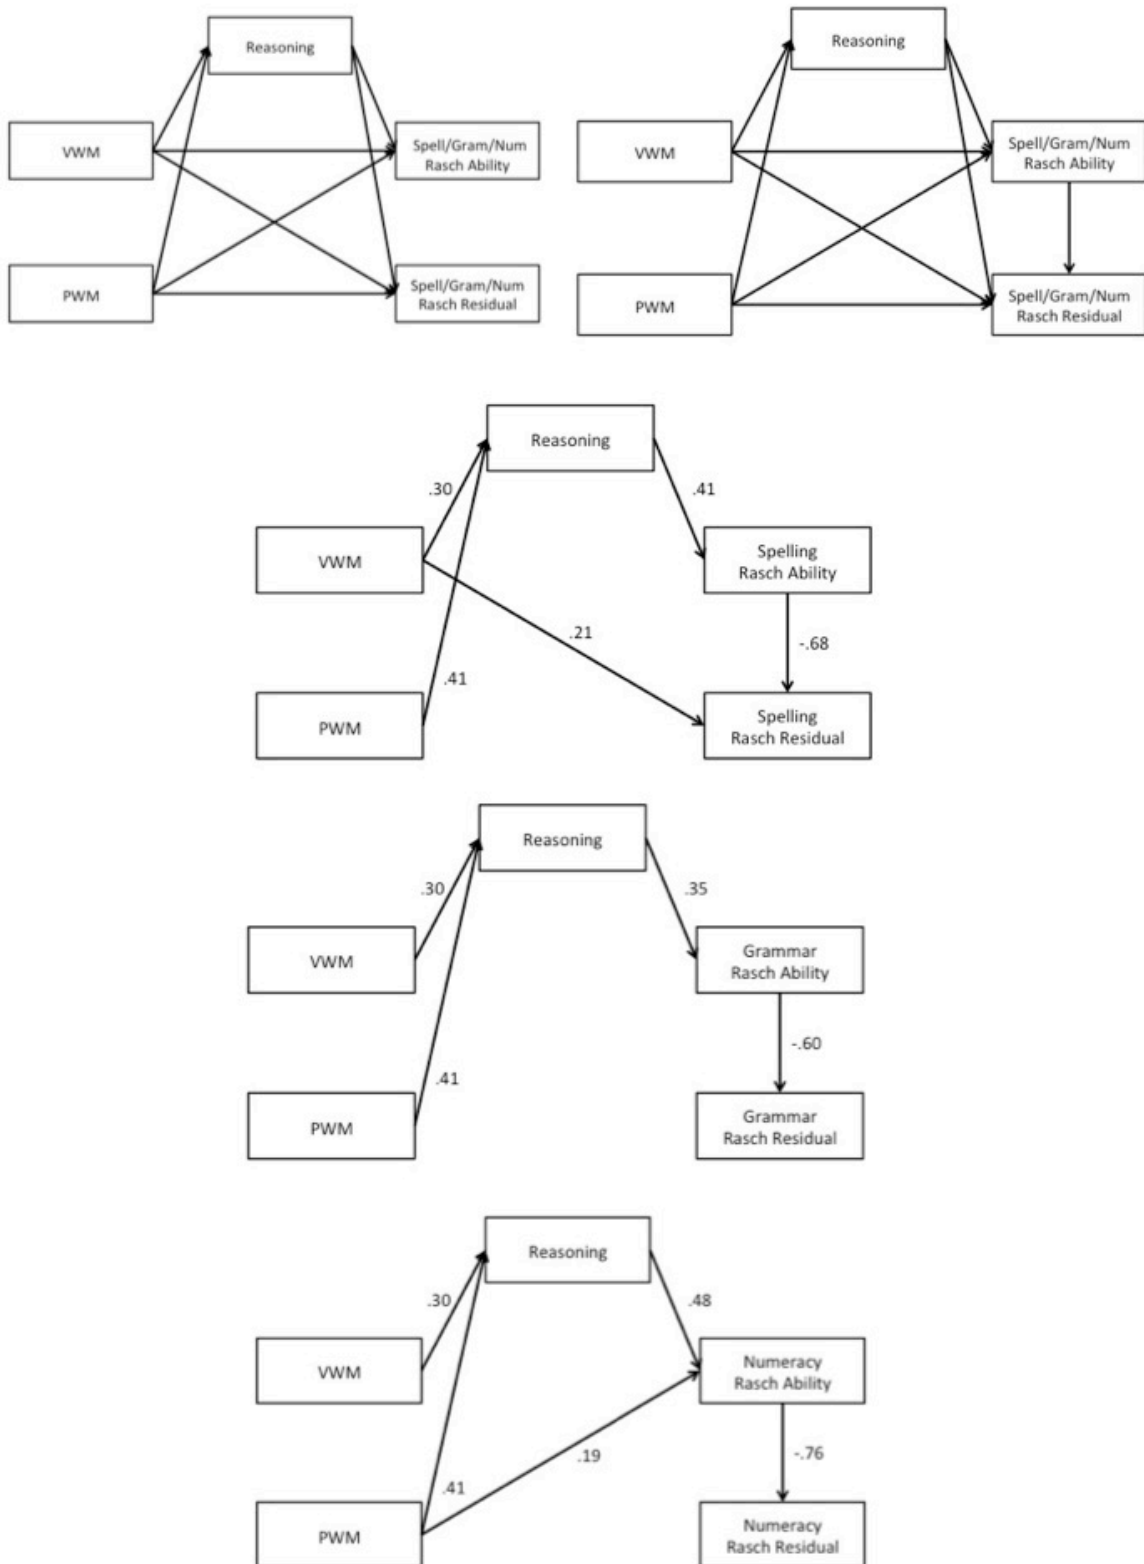 Reasoning
VWM
Spell/Gram/Num
Rasch Ability
PWM
Spell/Gram/Num
Rasch Residual
Reasoning
VWM
Spell/Gram/Num
Rasch Ability
PWM
Spell/Gram/Num
Rasch Residual
Reasoning
.30
.41
VWM
Spelling
Rasch Ability
.21
-.68
.41
PWM
Spelling
Rasch Residual
Reasoning
.30
.35
VWM
Grammar
Rasch Ability
-.60
.41
PWM
Grammar
Rasch Residual
Reasoning
.30
.48
VWM
Numeracy
Rasch Ability
.19
-.76
.41
PWM
Numeracy
Rasch Residual